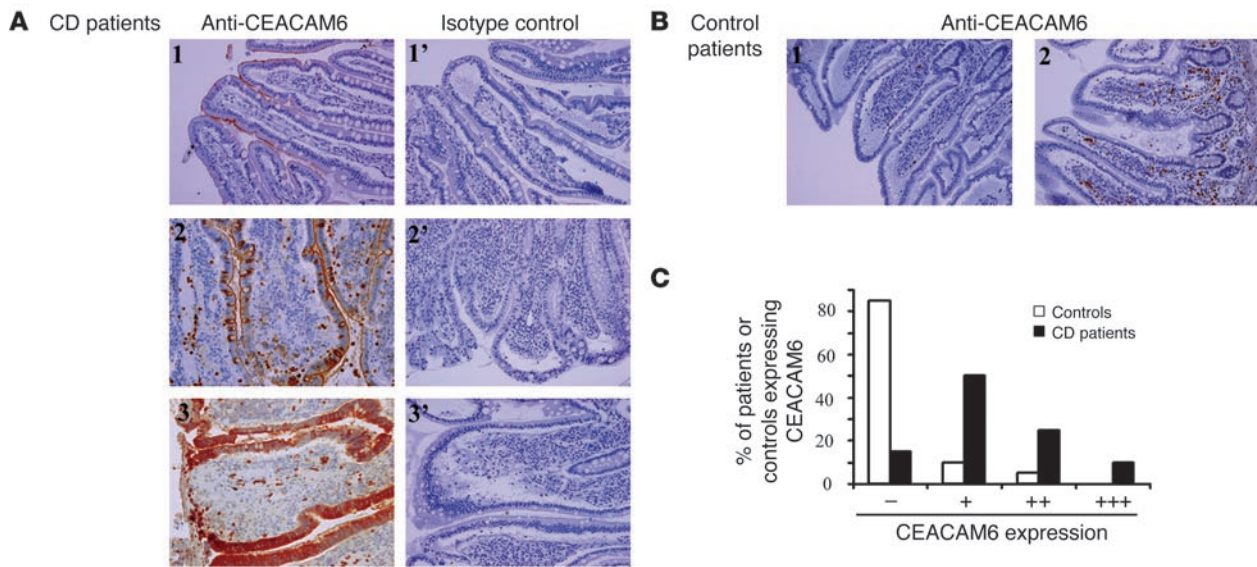 A CD patients Anti-CEACAM6 Isotype control
1 1'
2 2'
3 3'
B Control patients Anti-CEACAM6
1 2
C
% of patients or
controls expressing
CEACAM6
80
60
40
20
0
Controls
CD patients
– + ++ +++
CEACAM6 expression